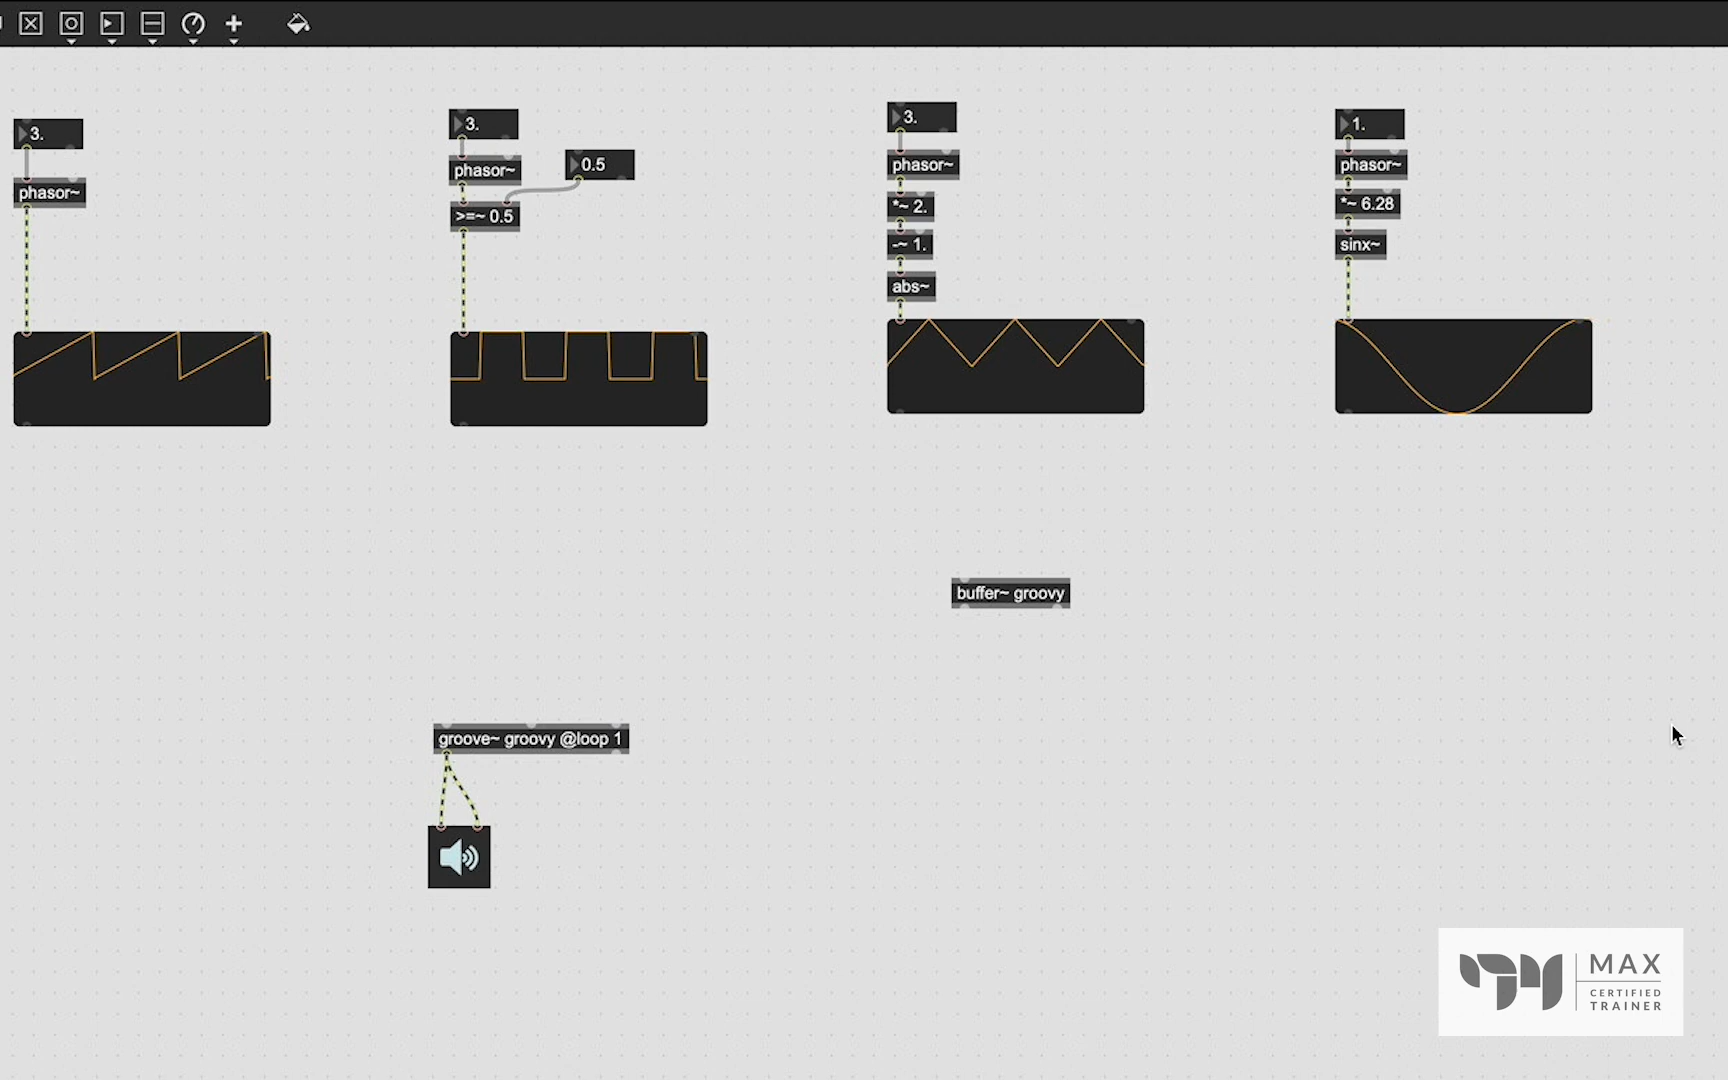 3.
phasor~
3.
phasor~
0.5
>=~ 0.5
3.
phasor~
*~ 2.
-~ 1.
abs~
1.
phasor~
*~ 6.28
sinx~
buffer~ groovy
groove~ groovy @loop 1
MAX
CERTIFIED
TRAINER